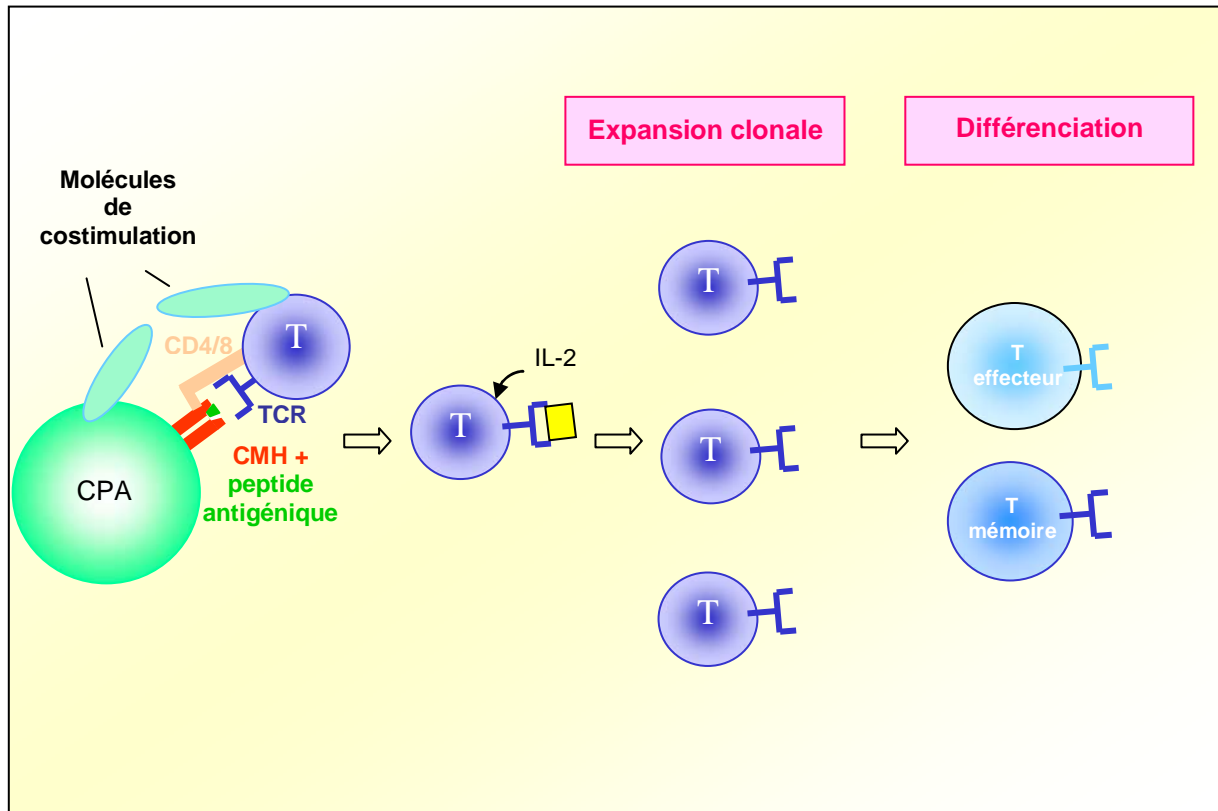 Expansion clonale
Différenciation
Molécules
de
costimulation
T
CD4/8
TCR
CMH +
peptide
antigénique
CPA
IL-2
T
T
T
T
T
effecteur
T
mémoire